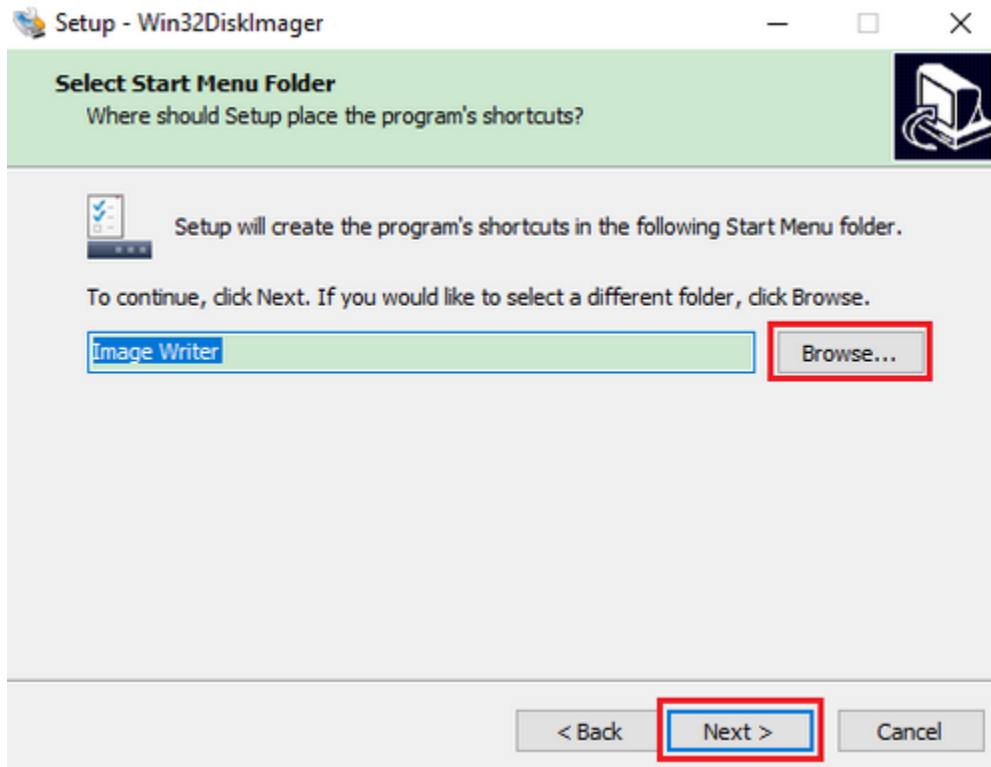 Setup - Win32DiskImager
Select Start Menu Folder
Where should Setup place the program's shortcuts?
Setup will create the program's shortcuts in the following Start Menu folder.
To continue, click Next. If you would like to select a different folder, click Browse.
Image Writer
Browse...
< Back
Next >
Cancel